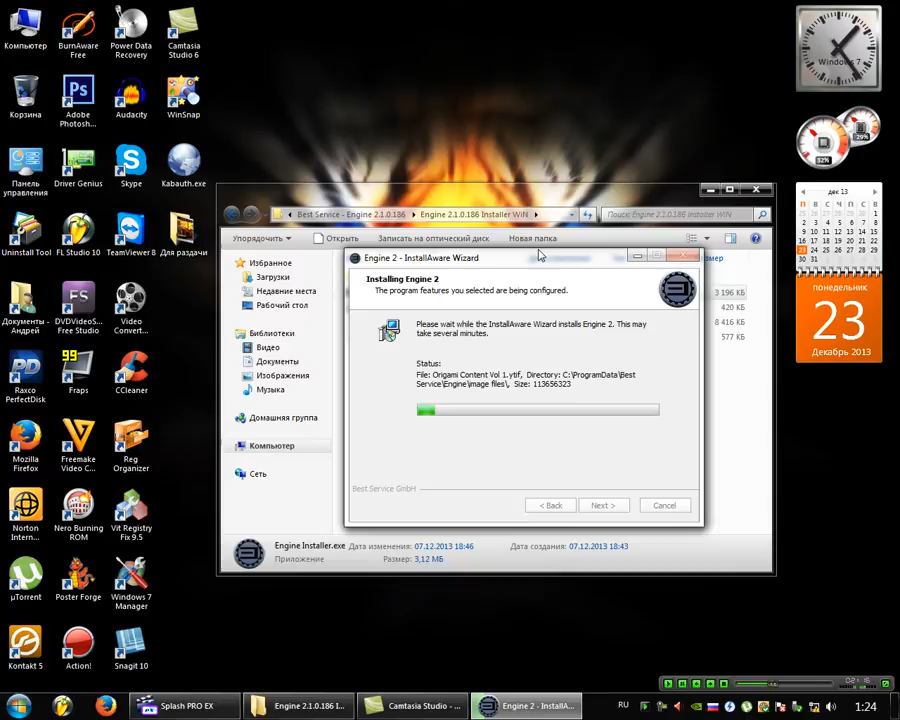 Компьютер
BurnAware
Free
Power Data
Recovery
Camtasia
Studio 6
Корзина
Adobe
Photosh...
Audacity
WinSnap
Панель
управления
Driver Genius
Skype
Kabauth.exe
Uninstall Tool
FL Studio 10
TeamViewer 8
Для раздачи
Документы -
Андрей
DVDVideoS...
Free Studio
Video
Convert...
Raxco
PerfectDisk
99
Fraps
CCleaner
Mozilla
Firefox
Freemake
Video C...
Reg
Organizer
Norton
Intern...
Nero Burning
ROM
Vit Registry
Fix 9.5
µTorrent
Poster Forge
Windows 7
Manager
Kontakt 5
Action!
Snagit 10
Best Service - Engine 2.1.0.186
Engine 2.1.0.186 Installer WiN
Поиск: Engine 2.1.0.186 Installer WiN
Упорядочить
Открыть
Записать на оптический диск
Новая папка
Избранное
Загрузки
Недавние места
Рабочий стол
Библиотеки
Видео
Документы
Изображения
Музыка
Домашняя группа
Компьютер
Сеть
3 196 КБ
420 КБ
8 416 КБ
577 КБ
Engine 2 - InstallAware Wizard
Installing Engine 2
The program features you selected are being configured.
Please wait while the InstallAware Wizard installs Engine 2. This may
take several minutes.
Status:
File: Origami Content Vol 1.ytif, Directory: C:\ProgramData\Best
Service\Engine\image files\, Size: 113656323
Best Service GmbH
< Back
Next >
Cancel
Engine Installer.exe
Дата изменения: 07.12.2013 18:46
Дата создания: 07.12.2013 18:43
Приложение
Размер: 3,12 МБ
Windows 7
32%
29%
дек 13
П В С Ч П С В
25 26 27 28 29 30 1
2 3 4 5 6 7 8
9 10 11 12 13 14 15
16 17 18 19 20 21 22
23 24 25 26 27 28 29
30 31
понедельник
23
Декабрь 2013
Splash PRO EX
Engine 2.1.0.186 I...
Camtasia Studio - ...
Engine 2 - InstallA...
RU
1:24